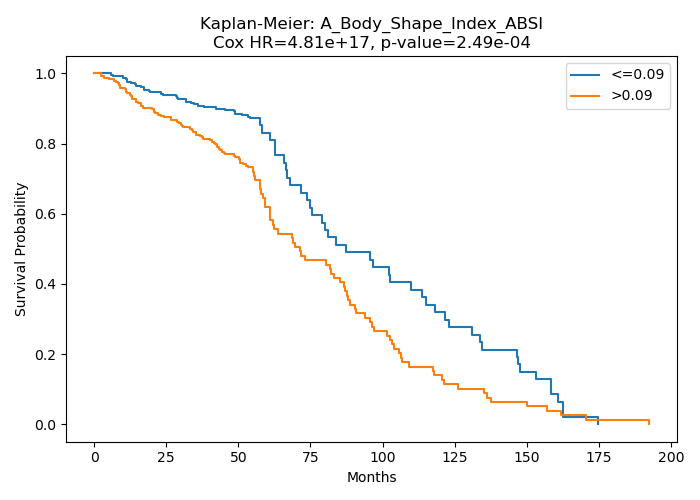 Kaplan-Meier: A_Body_Shape_Index_ABSI
Cox HR=4.81e+17, p-value=2.49e-04
<=0.09
>0.09
1.0
0.8
0.6
0.4
0.2
0.0
Survival Probability
0 25 50 75 100 125 150 175 200
Months